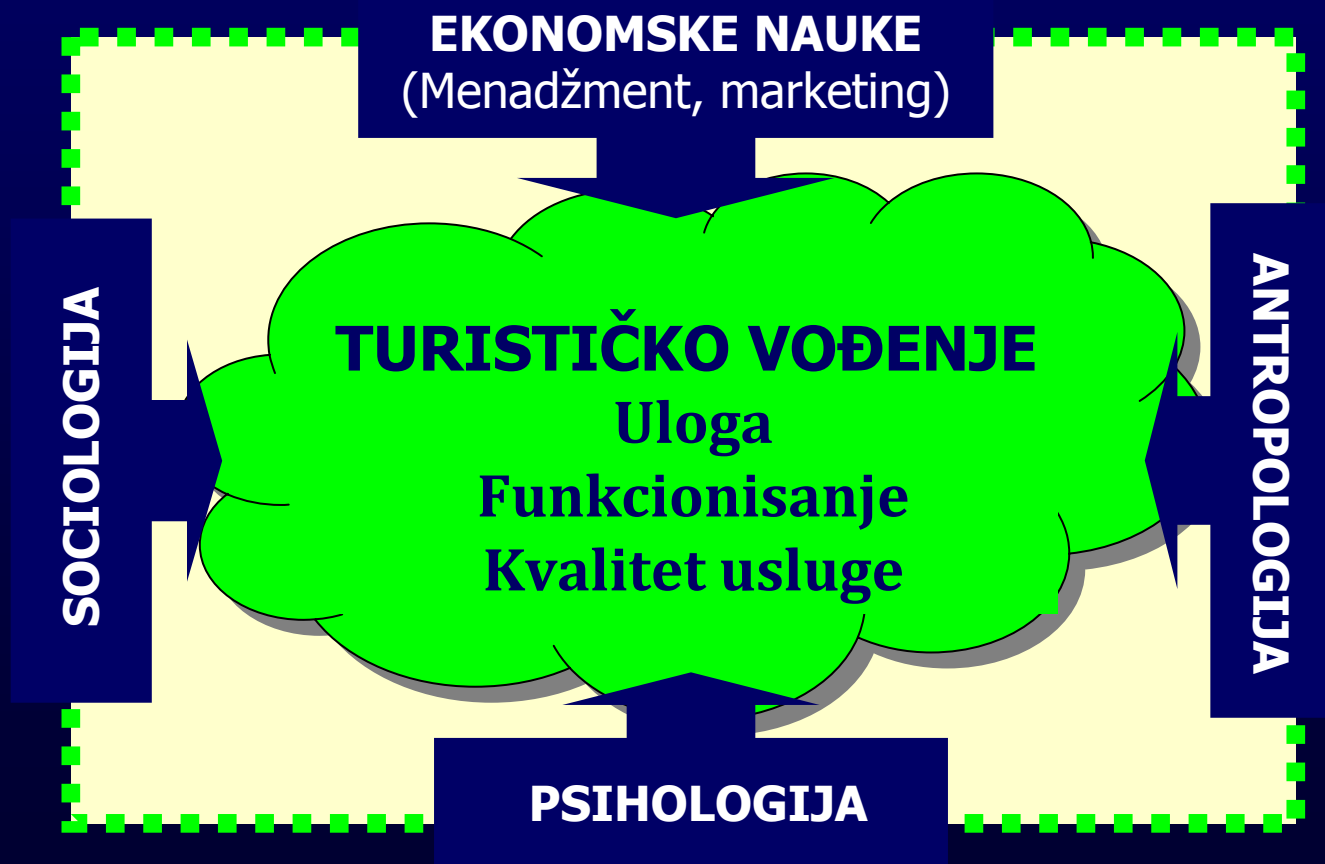 EKONOMSKE NAUKE
(Menadžment, marketing)
SOCIOLOGIJA
TURISTIČKO VOĐENJE
Uloga
Funkcionisanje
Kvalitet usluge
ANTROPOLOGIJA
PSIHOLOGIJA